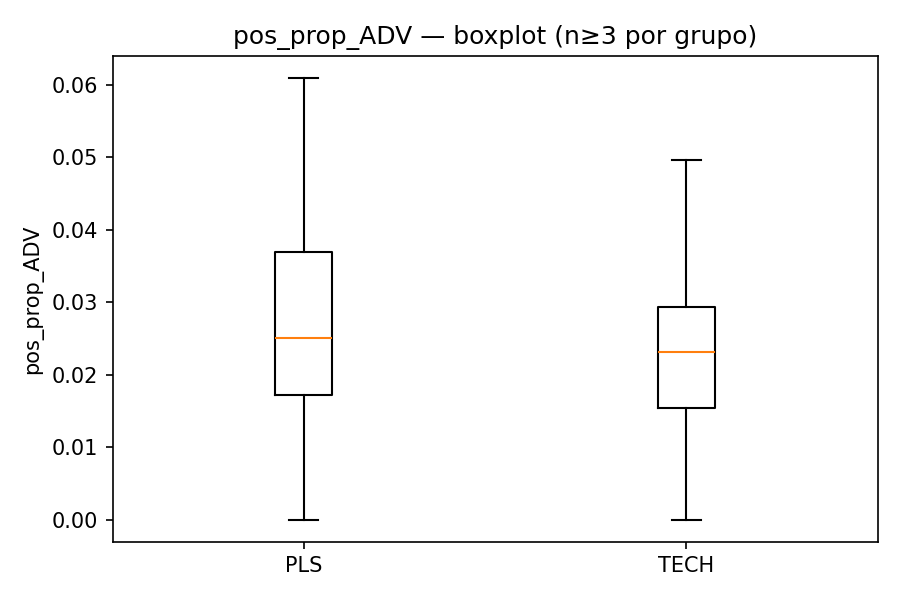 pos_prop_ADV — boxplot (n≥3 por grupo)
pos_prop_ADV
0.06
0.05
0.04
0.03
0.02
0.01
0.00
PLS
TECH